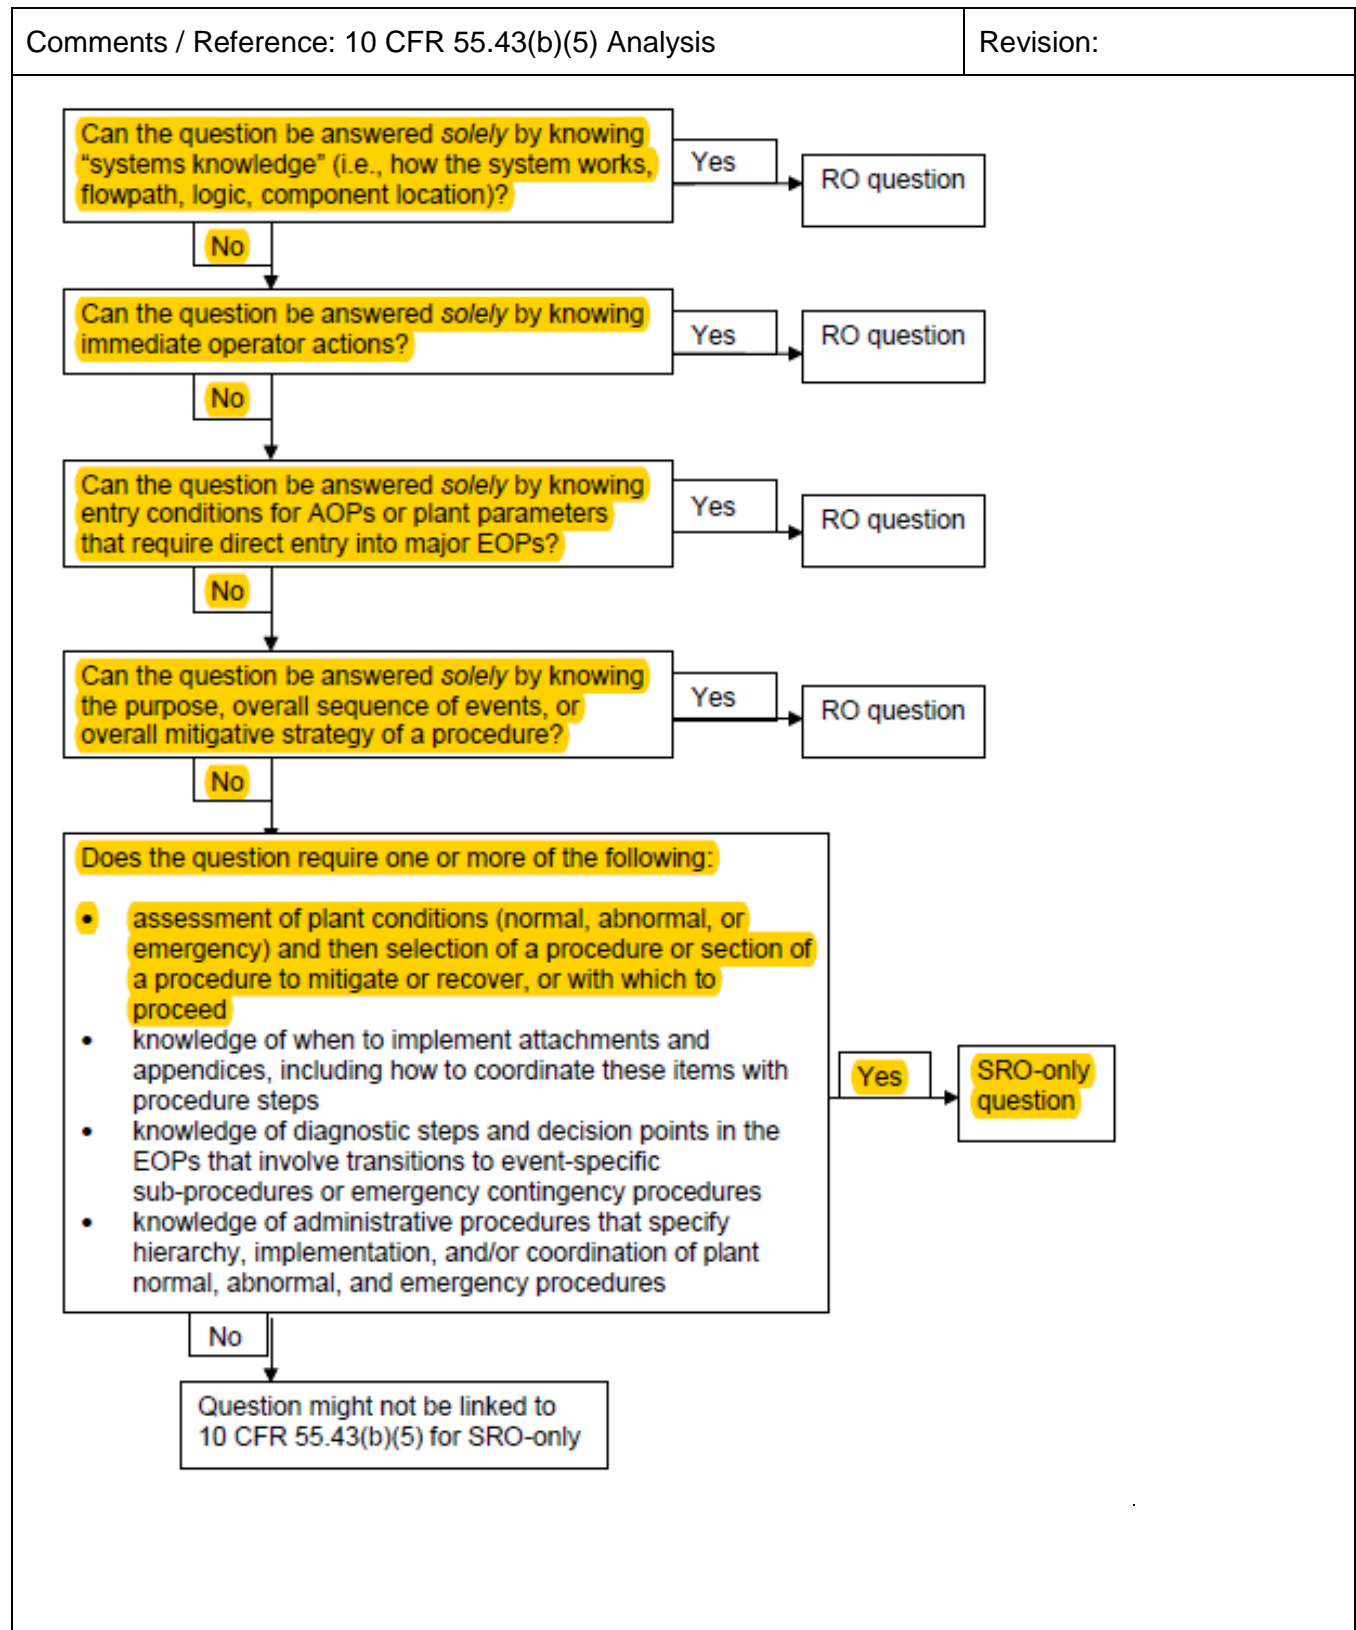 Comments / Reference: 10 CFR 55.43(b)(5) Analysis
Revision:
Can the question be answered solely by knowing
“systems knowledge” (i.e., how the system works,
flowpath, logic, component location)?
Yes
RO question
No
Can the question be answered solely by knowing
immediate operator actions?
Yes
RO question
No
Can the question be answered solely by knowing
entry conditions for AOPs or plant parameters
that require direct entry into major EOPs?
Yes
RO question
No
Can the question be answered solely by knowing
the purpose, overall sequence of events, or
overall mitigative strategy of a procedure?
Yes
RO question
No
Does the question require one or more of the following:
• assessment of plant conditions (normal, abnormal, or
emergency) and then selection of a procedure or section of
a procedure to mitigate or recover, or with which to
proceed
• knowledge of when to implement attachments and
appendices, including how to coordinate these items with
procedure steps
• knowledge of diagnostic steps and decision points in the
EOPs that involve transitions to event-specific
sub-procedures or emergency contingency procedures
• knowledge of administrative procedures that specify
hierarchy, implementation, and/or coordination of plant
normal, abnormal, and emergency procedures
Yes
SRO-only
question
No
Question might not be linked to
10 CFR 55.43(b)(5) for SRO-only